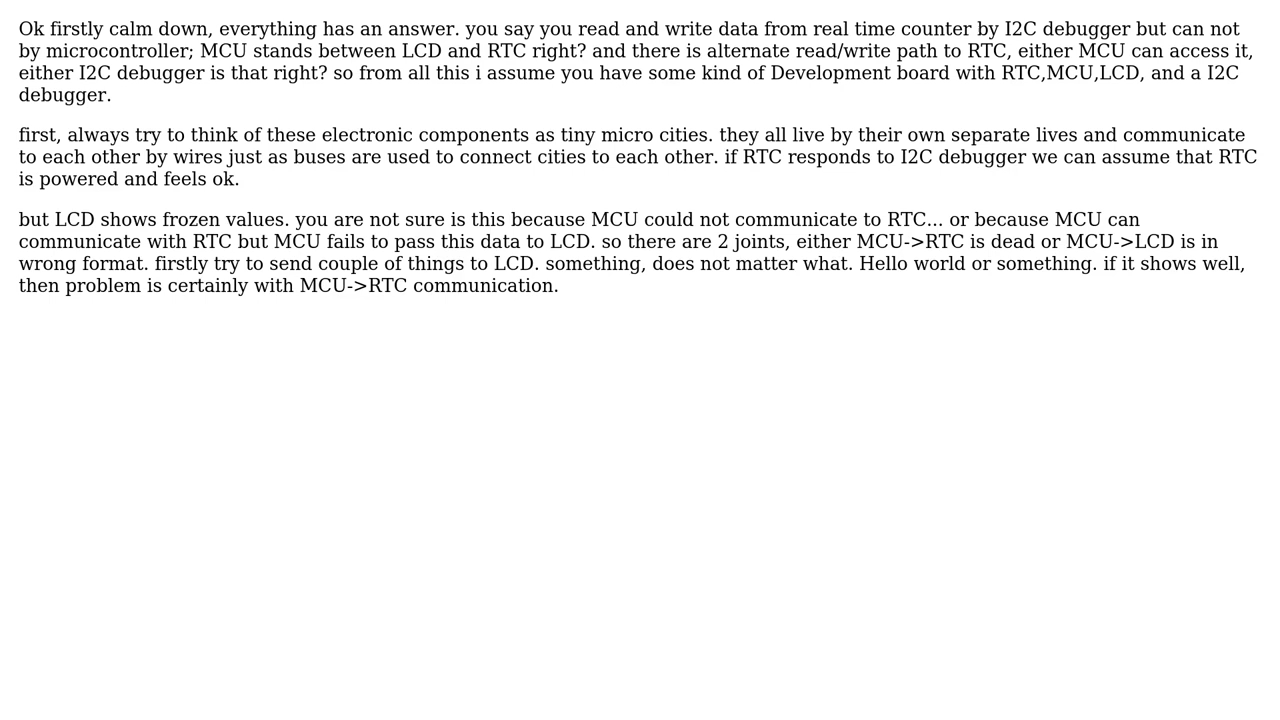 Ok firstly calm down, everything has an answer. you say you read and write data from real time counter by I2C debugger but can not
by microcontroller; MCU stands between LCD and RTC right? and there is alternate read/write path to RTC, either MCU can access it,
either I2C debugger is that right? so from all this i assume you have some kind of Development board with RTC,MCU,LCD, and a I2C
debugger.
first, always try to think of these electronic components as tiny micro cities. they all live by their own separate lives and communicate
to each other by wires just as buses are used to connect cities to each other. if RTC responds to I2C debugger we can assume that RTC
is powered and feels ok.
but LCD shows frozen values. you are not sure is this because MCU could not communicate to RTC... or because MCU can
communicate with RTC but MCU fails to pass this data to LCD. so there are 2 joints, either MCU->RTC is dead or MCU->LCD is in
wrong format. firstly try to send couple of things to LCD. something, does not matter what. Hello world or something. if it shows well,
then problem is certainly with MCU->RTC communication.